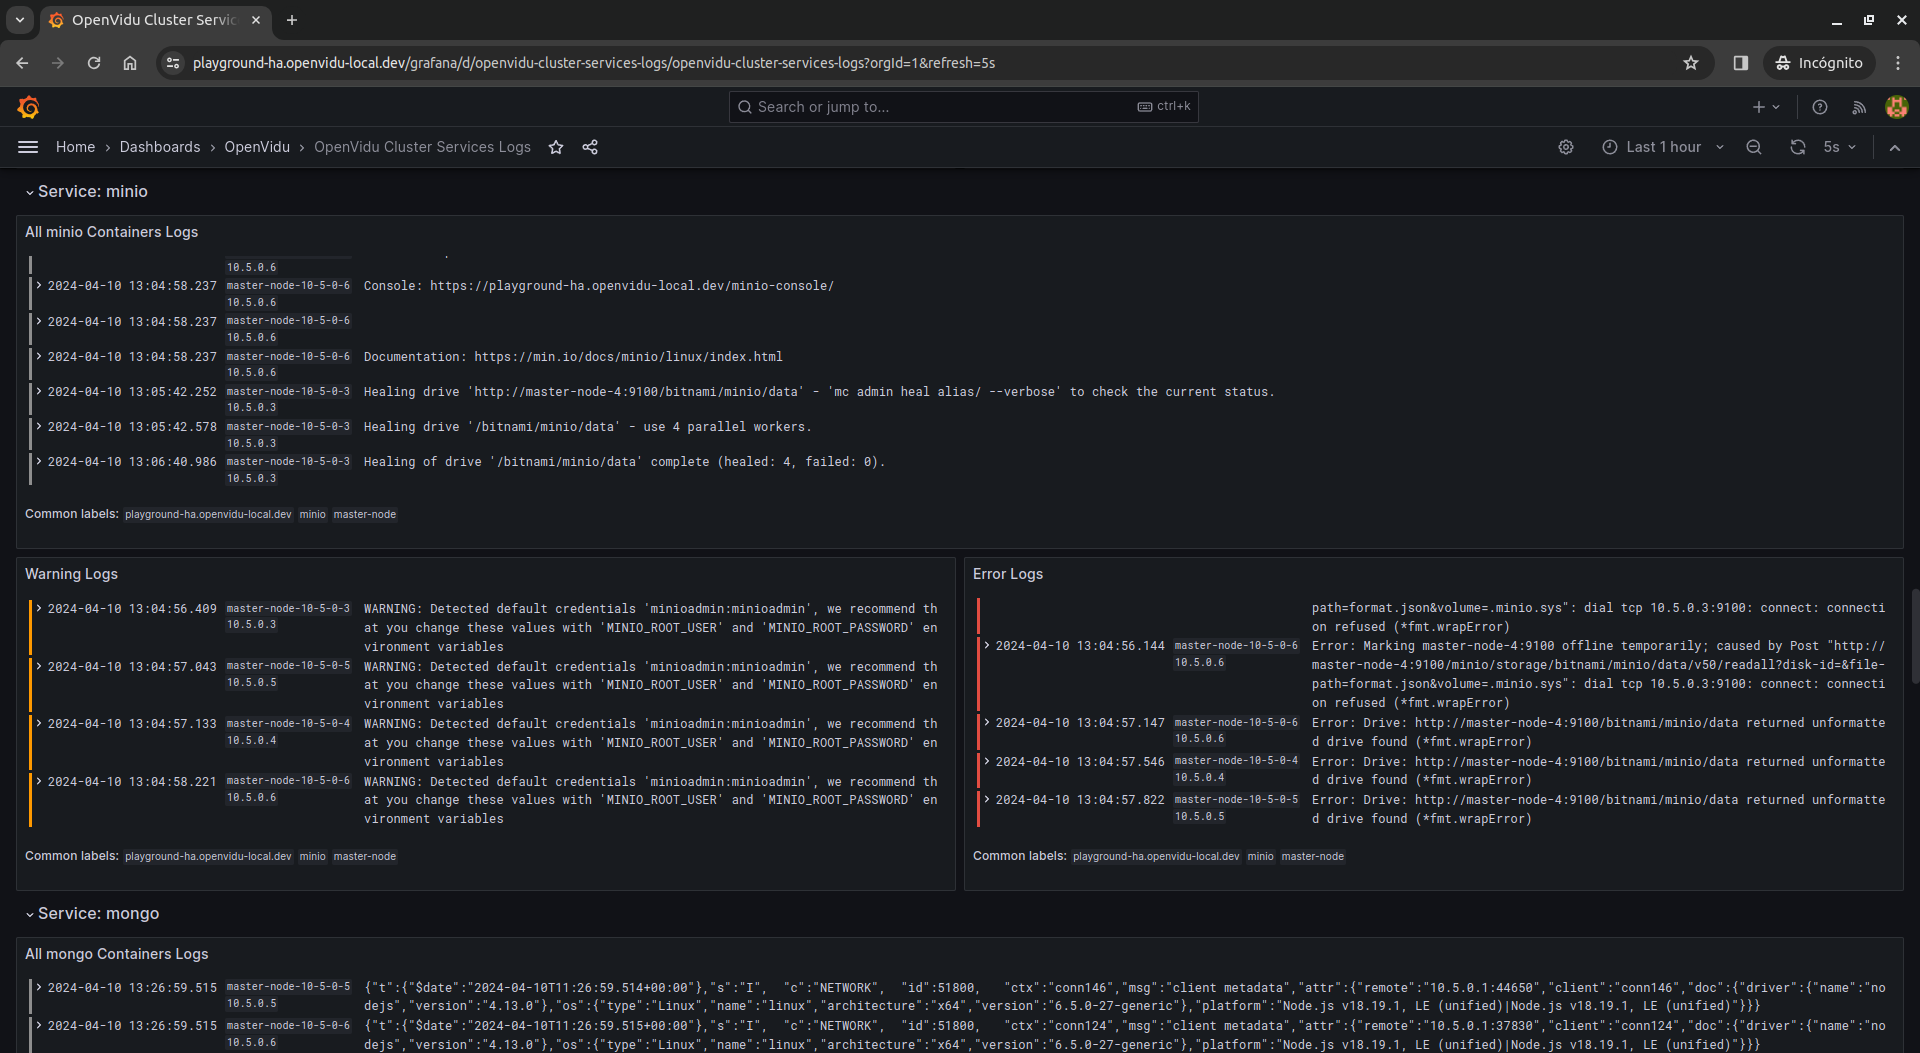 OpenVidu Cluster Servic
playground-ha.openvidu-local.dev/grafana/d/openvidu-cluster-services-logs/openvidu-cluster-services-logs?orgId=1&refresh=5s
Incógnito
Search or jump to...
ctrl+k
Home
Dashboards
OpenVidu
OpenVidu Cluster Services Logs
Last 1 hour
5s
Service: minio
All minio Containers Logs
10.5.0.6
2024-04-10 13:04:58.237 master-node-10-5-0-6 Console: https://playground-ha.openvidu-local.dev/minio-console/
10.5.0.6
2024-04-10 13:04:58.237 master-node-10-5-0-6
10.5.0.6
2024-04-10 13:04:58.237 master-node-10-5-0-6 Documentation: https://min.io/docs/minio/linux/index.html
10.5.0.6
2024-04-10 13:05:42.252 master-node-10-5-0-3 Healing drive 'http://master-node-4:9100/bitnami/minio/data' - 'mc admin heal alias/ --verbose' to check the current status.
10.5.0.3
2024-04-10 13:05:42.578 master-node-10-5-0-3 Healing drive '/bitnami/minio/data' - use 4 parallel workers.
10.5.0.3
2024-04-10 13:06:40.986 master-node-10-5-0-3 Healing of drive '/bitnami/minio/data' complete (healed: 4, failed: 0).
10.5.0.3
Common labels: playground-ha.openvidu-local.dev minio master-node
Warning Logs
2024-04-10 13:04:56.409 master-node-10-5-0-3 WARNING: Detected default credentials 'minioadmin:minioadmin', we recommend th
10.5.0.3 at you change these values with 'MINIO_ROOT_USER' and 'MINIO_ROOT_PASSWORD' en
vironment variables
2024-04-10 13:04:57.043 master-node-10-5-0-5 WARNING: Detected default credentials 'minioadmin:minioadmin', we recommend th
10.5.0.5 at you change these values with 'MINIO_ROOT_USER' and 'MINIO_ROOT_PASSWORD' en
vironment variables
2024-04-10 13:04:57.133 master-node-10-5-0-4 WARNING: Detected default credentials 'minioadmin:minioadmin', we recommend th
10.5.0.4 at you change these values with 'MINIO_ROOT_USER' and 'MINIO_ROOT_PASSWORD' en
vironment variables
2024-04-10 13:04:58.221 master-node-10-5-0-6 WARNING: Detected default credentials 'minioadmin:minioadmin', we recommend th
10.5.0.6 at you change these values with 'MINIO_ROOT_USER' and 'MINIO_ROOT_PASSWORD' en
vironment variables
Common labels: playground-ha.openvidu-local.dev minio master-node
Error Logs
path=format.json&volume=.minio.sys": dial tcp 10.5.0.3:9100: connect: connecti
on refused (*fmt.wrapError)
2024-04-10 13:04:56.144 master-node-10-5-0-6 Error: Marking master-node-4:9100 offline temporarily; caused by Post "http://
10.5.0.6 master-node-4:9100/minio/storage/bitnami/minio/data/v50/readall?disk-id=&file-
path=format.json&volume=.minio.sys": dial tcp 10.5.0.3:9100: connect: connecti
on refused (*fmt.wrapError)
2024-04-10 13:04:57.147 master-node-10-5-0-6 Error: Drive: http://master-node-4:9100/bitnami/minio/data returned unformatte
10.5.0.6 d drive found (*fmt.wrapError)
2024-04-10 13:04:57.546 master-node-10-5-0-4 Error: Drive: http://master-node-4:9100/bitnami/minio/data returned unformatte
10.5.0.4 d drive found (*fmt.wrapError)
2024-04-10 13:04:57.822 master-node-10-5-0-5 Error: Drive: http://master-node-4:9100/bitnami/minio/data returned unformatte
10.5.0.5 d drive found (*fmt.wrapError)
Common labels: playground-ha.openvidu-local.dev minio master-node
Service: mongo
All mongo Containers Logs
2024-04-10 13:26:59.515 master-node-10-5-0-5 {"t":{"$date":"2024-04-10T11:26:59.514+00:00"},"s":"I", "c":"NETWORK", "id":51800, "ctx":"conn146","msg":"client metadata","attr":{"remote":"10.5.0.1:44650","client":"conn146","doc":{"driver":{"name":"no
10.5.0.5 dejs","version":"4.13.0"},"os":{"type":"Linux","name":"linux","architecture":"x64","version":"6.5.0-27-generic"},"platform":"Node.js v18.19.1, LE (unified)|Node.js v18.19.1, LE (unified)"}}}
2024-04-10 13:26:59.515 master-node-10-5-0-6 {"t":{"$date":"2024-04-10T11:26:59.515+00:00"},"s":"I", "c":"NETWORK", "id":51800, "ctx":"conn124","msg":"client metadata","attr":{"remote":"10.5.0.1:37830","client":"conn124","doc":{"driver":{"name":"no
10.5.0.6 dejs","version":"4.13.0"},"os":{"type":"Linux","name":"linux","architecture":"x64","version":"6.5.0-27-generic"},"platform":"Node.js v18.19.1, LE (unified)|Node.js v18.19.1, LE (unified)"}}}